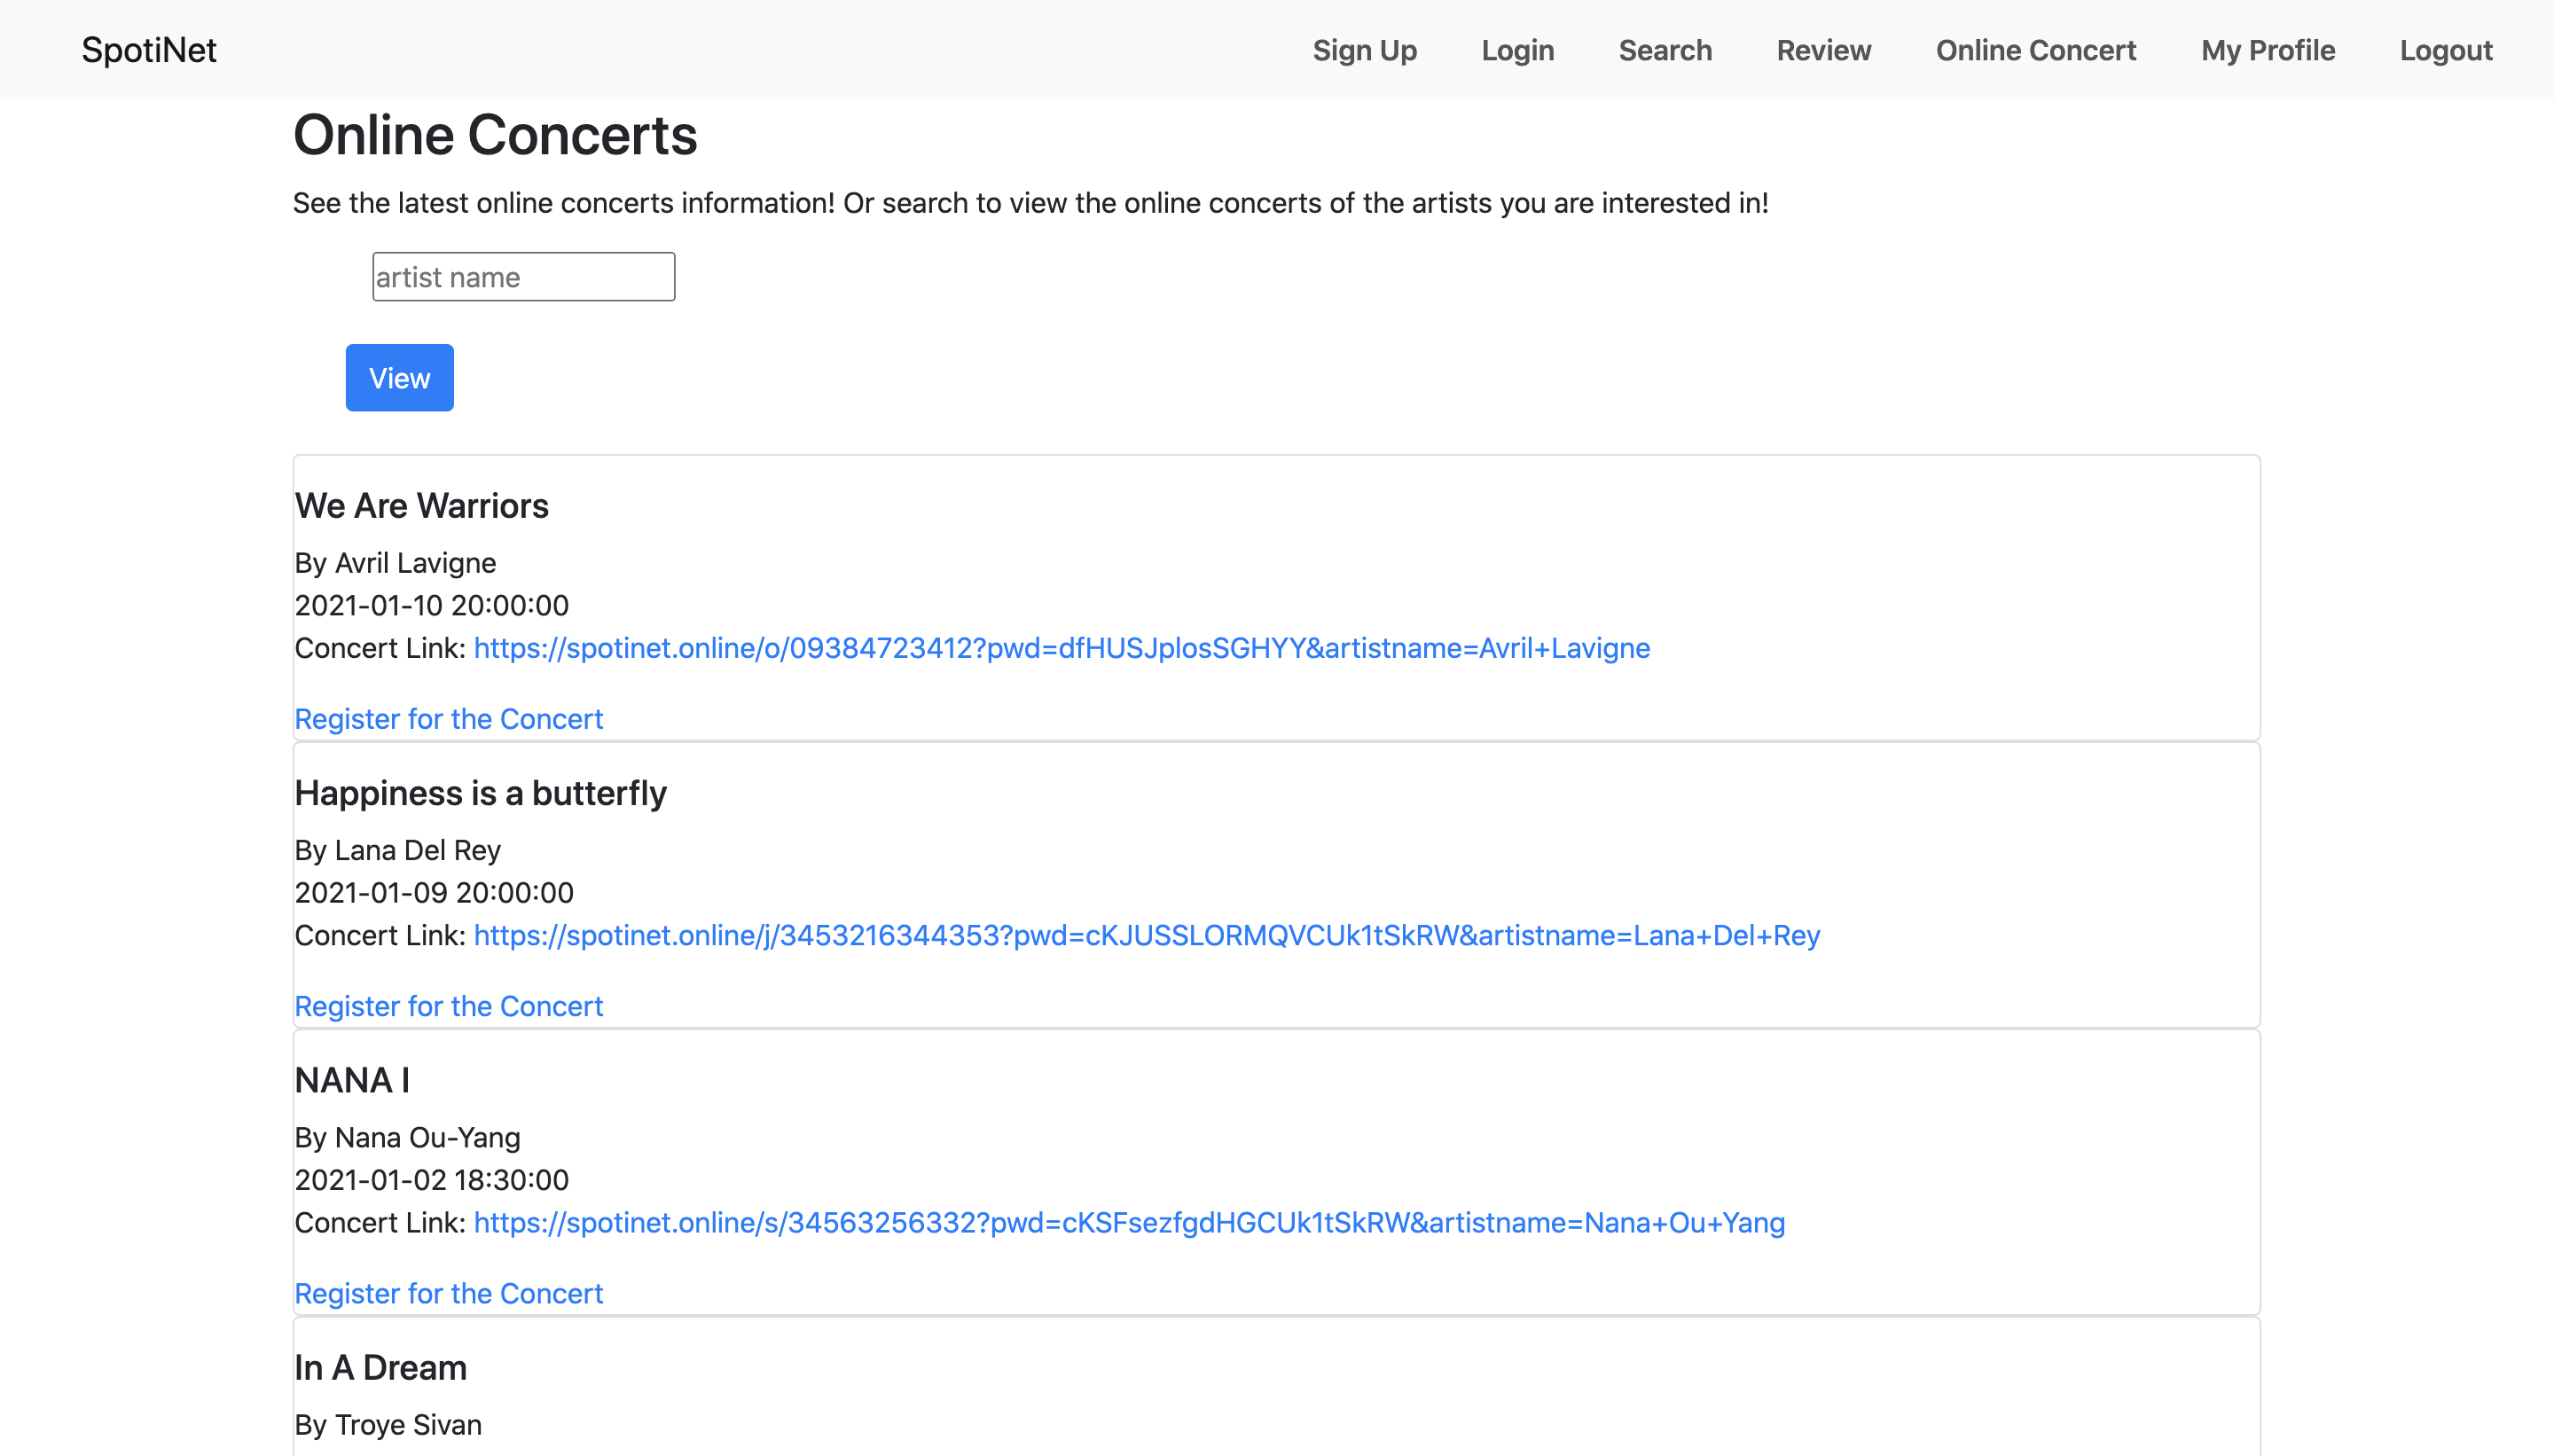 SpotiNet Sign Up Login Search Review Online Concert My Profile Logout
Online Concerts
See the latest online concerts information! Or search to view the online concerts of the artists you are interested in!
artist name
View
We Are Warriors
By Avril Lavigne
2021-01-10 20:00:00
Concert Link: https://spotinet.online/o/09384723412?pwd=dfHUSJplosSGHYY&artistname=Avril+Lavigne
Register for the Concert
Happiness is a butterfly
By Lana Del Rey
2021-01-09 20:00:00
Concert Link: https://spotinet.online/j/3453216344353?pwd=cKJUSSLORMQVCUk1tSkRW&artistname=Lana+Del+Rey
Register for the Concert
NANA I
By Nana Ou-Yang
2021-01-02 18:30:00
Concert Link: https://spotinet.online/s/34563256332?pwd=cKSFsezfgdHGCUk1tSkRW&artistname=Nana+Ou+Yang
Register for the Concert
In A Dream
By Troye Sivan